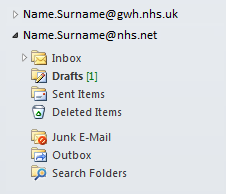 Name.Surname@gwh.nhs.uk
Name.Surname@nhs.net
Inbox
Drafts [1]
Sent Items
Deleted Items
Junk E-Mail
Outbox
Search Folders